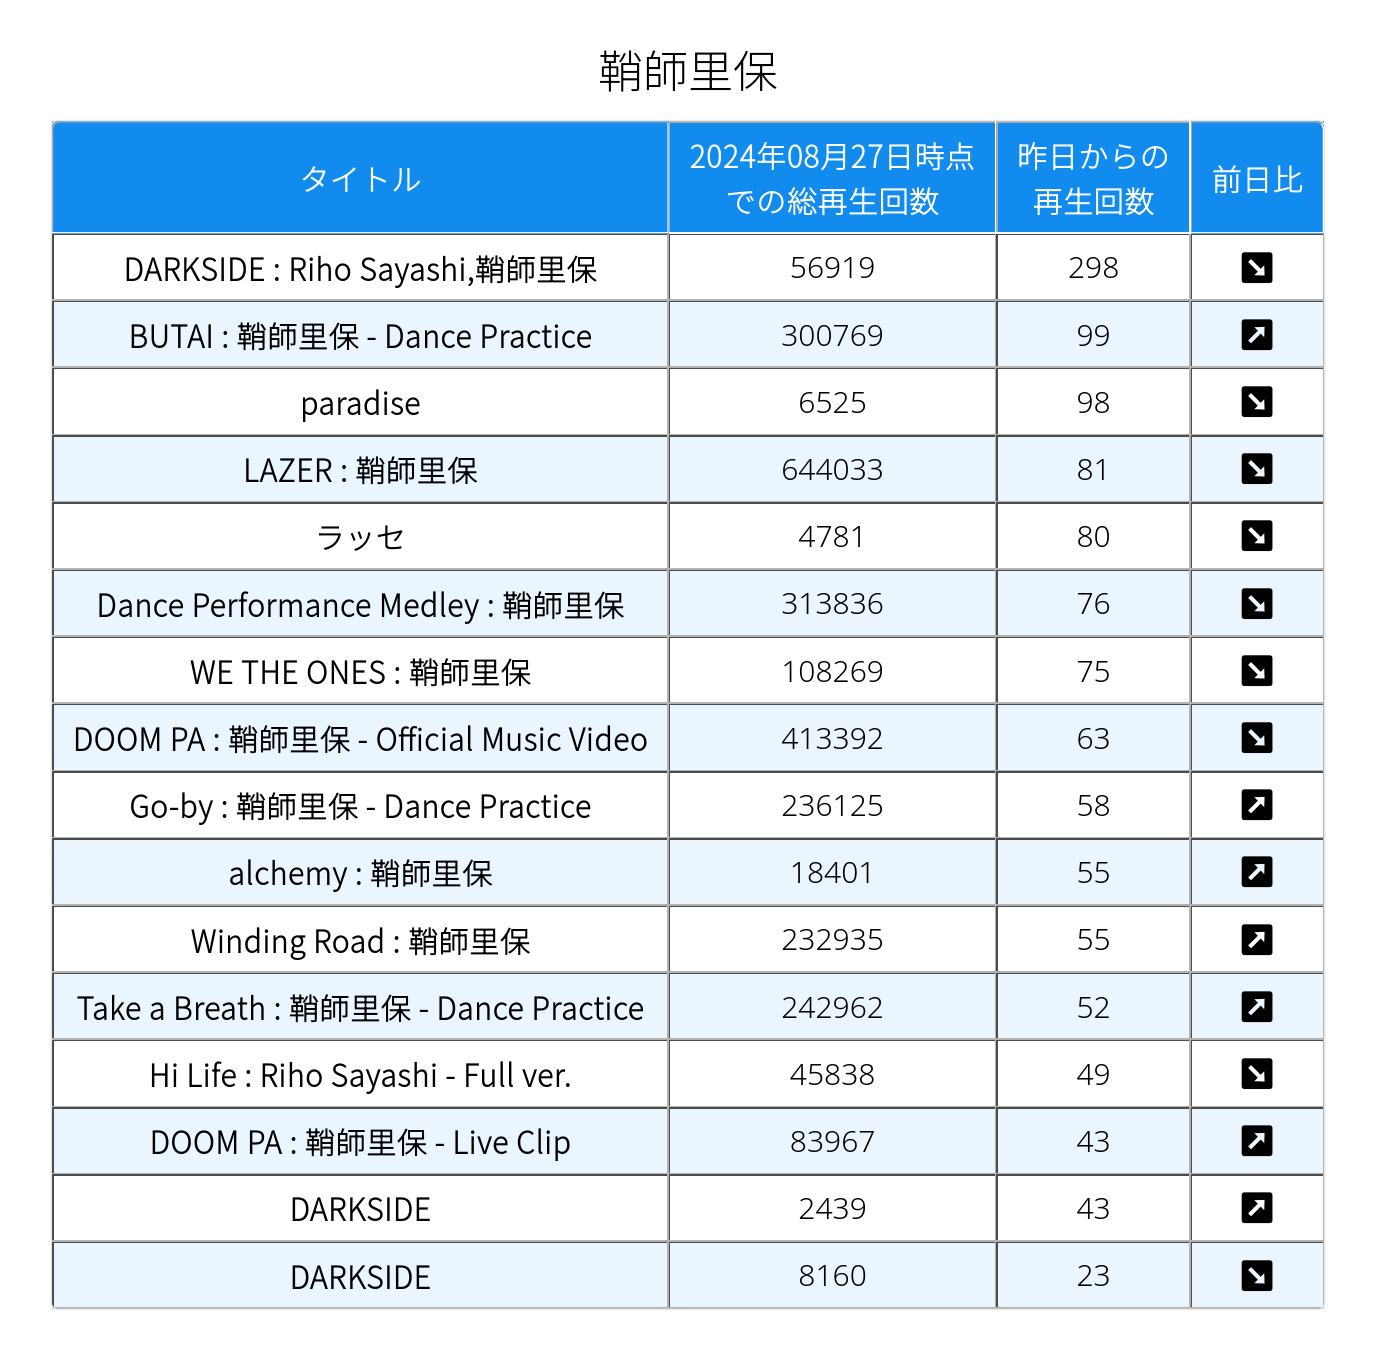 鞘師里保
タイトル
2024年08月27日時点
での総再生回数
昨日からの
再生回数
前日比
DARKSIDE : Riho Sayashi,鞘師里保 56919 298
BUTAI : 鞘師里保 - Dance Practice 300769 99
paradise 6525 98
LAZER : 鞘師里保 644033 81
ラッセ 4781 80
Dance Performance Medley : 鞘師里保 313836 76
WE THE ONES : 鞘師里保 108269 75
DOOM PA : 鞘師里保 - Official Music Video 413392 63
Go-by : 鞘師里保 - Dance Practice 236125 58
alchemy : 鞘師里保 18401 55
Winding Road : 鞘師里保 232935 55
Take a Breath : 鞘師里保 - Dance Practice 242962 52
Hi Life : Riho Sayashi - Full ver. 45838 49
DOOM PA : 鞘師里保 - Live Clip 83967 43
DARKSIDE 2439 43
DARKSIDE 8160 23